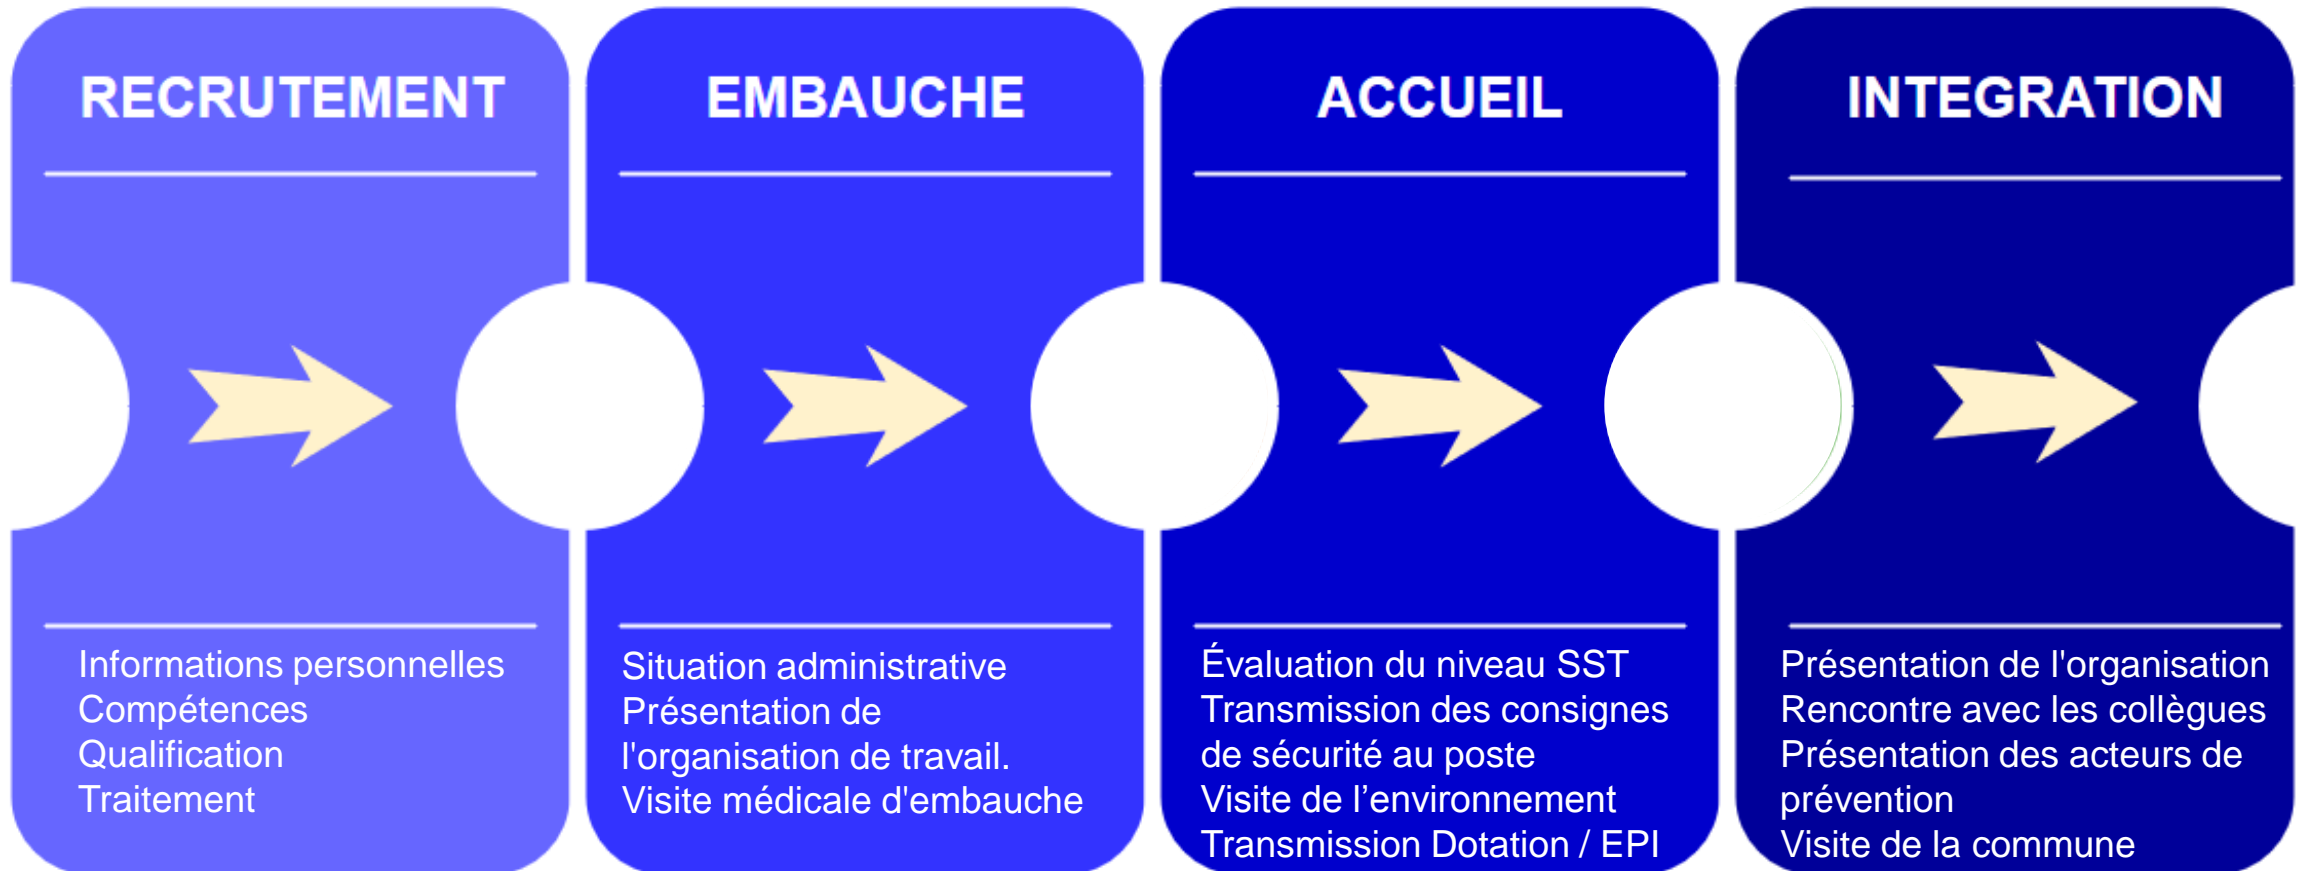 RECRUTEMENT
Informations personnelles
Compétences
Qualification
Traitement
EMBAUCHE
Situation administrative
Présentation de
l'organisation de travail.
Visite médicale d'embauche
ACCUEIL
Évaluation du niveau SST
Transmission des consignes
de sécurité au poste
Visite de l’environnement
Transmission Dotation / EPI
INTEGRATION
Présentation de l'organisation
Rencontre avec les collègues
Présentation des acteurs de
prévention
Visite de la commune